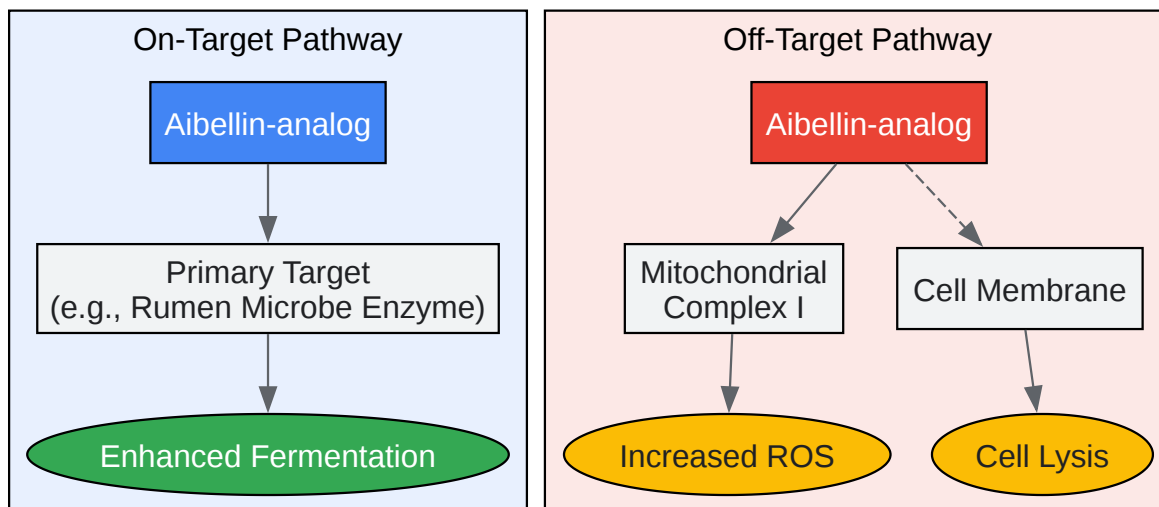 On-Target Pathway
Aibellin-analog
Primary Target
(e.g., Rumen Microbe Enzyme)
Enhanced Fermentation
Off-Target Pathway
Aibellin-analog
Mitochondrial
Complex I
Cell Membrane
Increased ROS
Cell Lysis